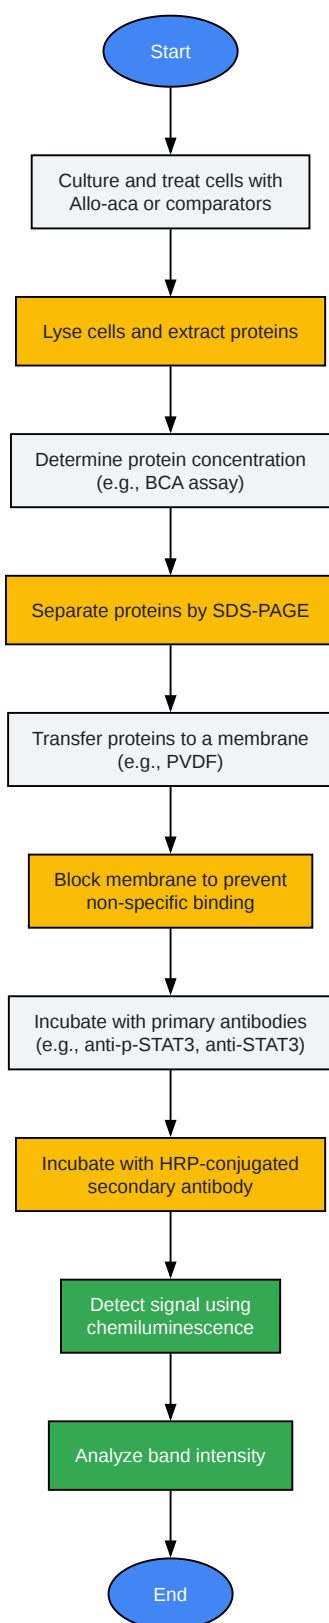 Start
Culture and treat cells with
Allo-aca or comparators
Lyse cells and extract proteins
Determine protein concentration
(e.g., BCA assay)
Separate proteins by SDS-PAGE
Transfer proteins to a membrane
(e.g., PVDF)
Block membrane to prevent
non-specific binding
Incubate with primary antibodies
(e.g., anti-p-STAT3, anti-STAT3)
Incubate with HRP-conjugated
secondary antibody
Detect signal using
chemiluminescence
Analyze band intensity
End